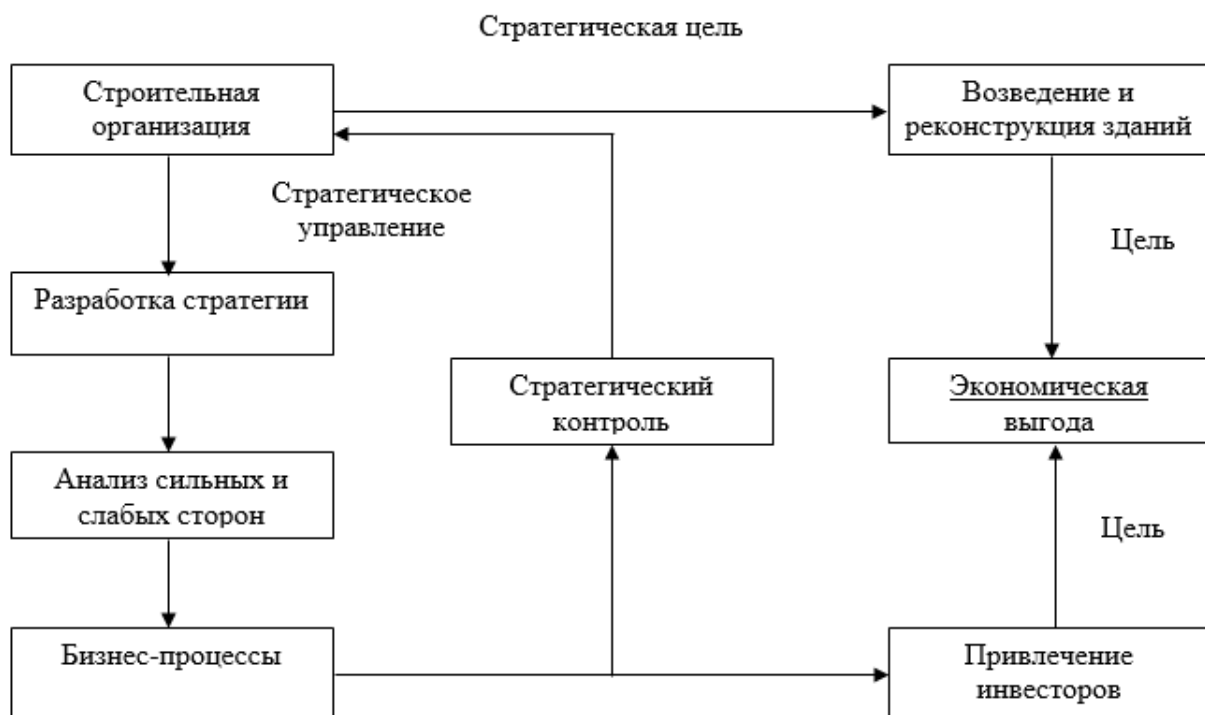 Стратегическая цель
Строительная
организация
Возведение и
реконструкция зданий
Стратегическое
управление
Цель
Разработка стратегии
Стратегический
контроль
Экономическая
выгода
Анализ сильных и
слабых сторон
Цель
Бизнес-процессы
Привлечение
инвесторов